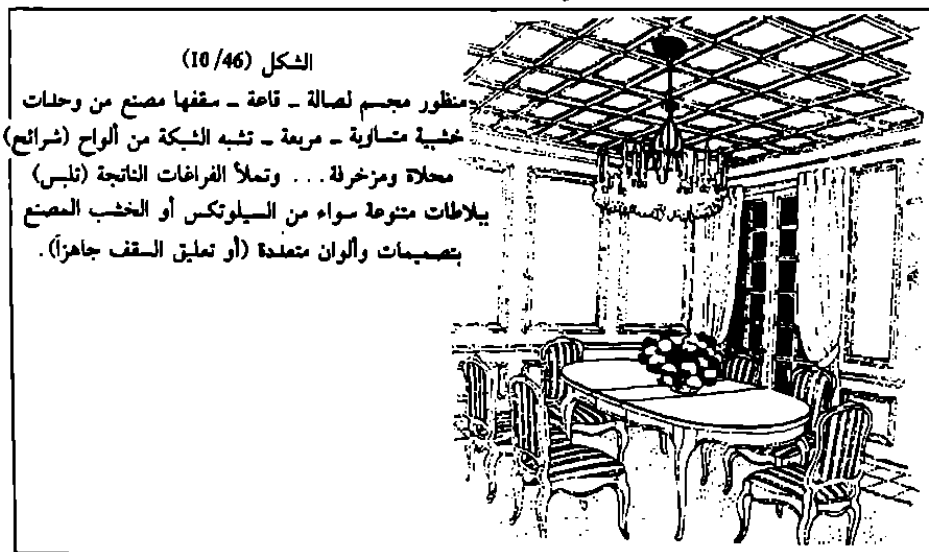 الشكل (10/46)
منظور مجسم لصالة - قاعة - سقفها مصنع من وحدات
خشبية متساوية - مربعة - تشبه الشبكة من ألواح (شرائح)
محلاة ومزخرفة ... وتملأ الفراغات الناتجة (تلبس)
ببلاطات متنوعة سواء من السيلوتكس أو الخشب المصنع
بتصميمات وألوان متعددة (أو تعليق السقف جاهزاً).